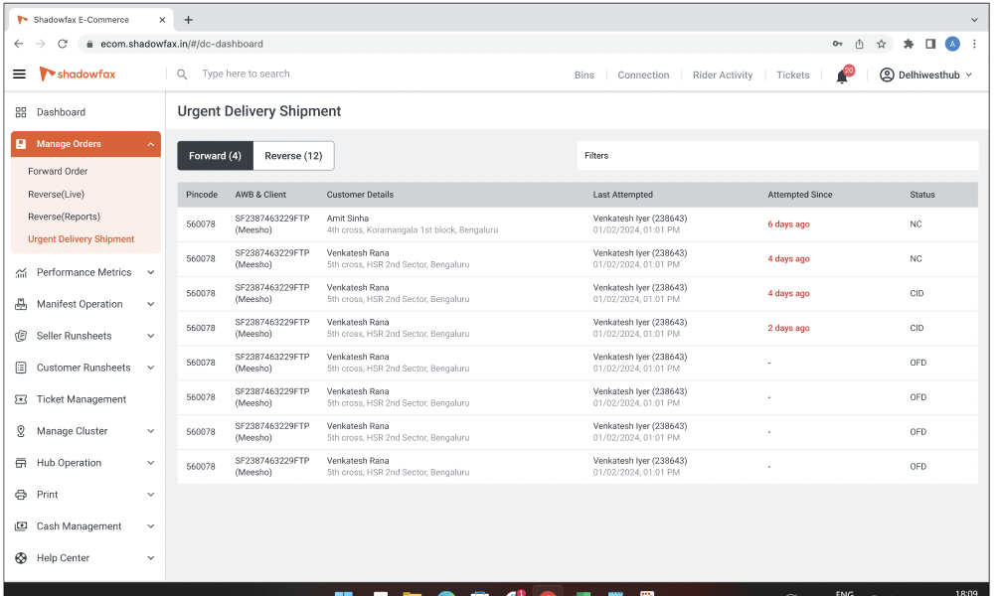 Shadowfax E-Commerce
ecom.shadowfax.in/#/dc-dashboard
A
shadowfax
Type here to search
Bins
Connection
Rider Activity
Tickets
20
Delhiwesthub
Dashboard
Manage Orders
Forward Order
Reverse(Live)
Reverse(Reports)
Urgent Delivery Shipment
Performance Metrics
Manifest Operation
Seller Runsheets
Customer Runsheets
Ticket Management
Manage Cluster
Hub Operation
Print
Cash Management
Help Center
Urgent Delivery Shipment
Forward (4)
Reverse (12)
Filters
Pincode AWB & Client Customer Details Last Attempted Attempted Since Status
560078 SF2387463229FTP Amit Sinha Venkatesh Iyer (238643) 6 days ago NC
(Meesho) 4th cross, Koramangala 1st block, Bengaluru 01/02/2024, 01:01 PM
560078 SF2387463229FTP Venkatesh Rana Venkatesh Iyer (238643) 4 days ago NC
(Meesho) 5th cross, HSR 2nd Sector, Bengaluru 01/02/2024, 01:01 PM
560078 SF2387463229FTP Venkatesh Rana Venkatesh Iyer (238643) 4 days ago CID
(Meesho) 5th cross, HSR 2nd Sector, Bengaluru 01/02/2024, 01:01 PM
560078 SF2387463229FTP Venkatesh Rana Venkatesh Iyer (238643) 2 days ago CID
(Meesho) 5th cross, HSR 2nd Sector, Bengaluru 01/02/2024, 01:01 PM
560078 SF2387463229FTP Venkatesh Rana Venkatesh Iyer (238643) - OFD
(Meesho) 5th cross, HSR 2nd Sector, Bengaluru 01/02/2024, 01:01 PM
560078 SF2387463229FTP Venkatesh Rana Venkatesh Iyer (238643) - OFD
(Meesho) 5th cross, HSR 2nd Sector, Bengaluru 01/02/2024, 01:01 PM
560078 SF2387463229FTP Venkatesh Rana Venkatesh Iyer (238643) - OFD
(Meesho) 5th cross, HSR 2nd Sector, Bengaluru 01/02/2024, 01:01 PM
560078 SF2387463229FTP Venkatesh Rana Venkatesh Iyer (238643) - OFD
(Meesho) 5th cross, HSR 2nd Sector, Bengaluru 01/02/2024, 01:01 PM
1
ENG
18:09